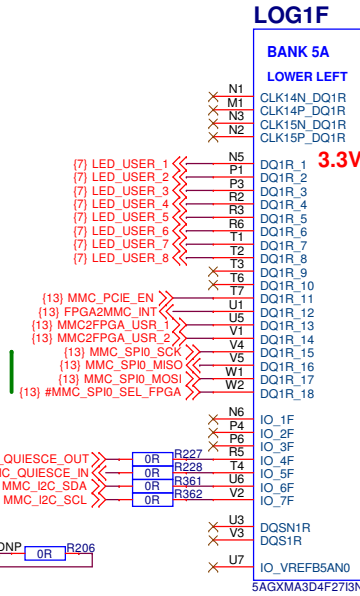 LOG1F
BANK 5A
LOWER LEFT
N1 CLK14N_DQ1R
M1 CLK14P_DQ1R
N3 CLK15N_DQ1R
N2 CLK15P_DQ1R
3.3V
{7} LED_USER_1 N5 DQ1R_1
{7} LED_USER_2 P1 DQ1R_2
{7} LED_USER_3 P3 DQ1R_3
{7} LED_USER_4 R2 DQ1R_4
{7} LED_USER_5 R3 DQ1R_5
{7} LED_USER_6 R6 DQ1R_6
{7} LED_USER_7 T1 DQ1R_7
{7} LED_USER_8 T2 DQ1R_8
T3 DQ1R_9
T6 DQ1R_10
{13} MMC_PCIE_EN T7 DQ1R_11
{13} FPGA2MMC_INT U1 DQ1R_12
{13} MMC2FPGA_USR_1 U5 DQ1R_13
{13} MMC2FPGA_USR_2 V1 DQ1R_14
{13} MMC_SPI0_SCK V4 DQ1R_15
{13} MMC_SPI0_MISO V5 DQ1R_16
{13} MMC_SPI0_MOSI W1 DQ1R_17
{13} #MMC_SPI0_SEL_FPGA W2 DQ1R_18
N6 IO_1F
P4 IO_2F
P6 IO_3F
_QUIESCE_OUT 0R R227 R5 IO_4F
C_QUIESCE_IN 0R R228 T4 IO_5F
MMC_I2C_SDA 0R R361 U6 IO_6F
MMC_I2C_SCL 0R R362 V2 IO_7F
U3 DQSN1R
V3 DQS1R
DNP 0R R206
U7 IO_VREFB5AN0
5AGXMA3D4F27I3N